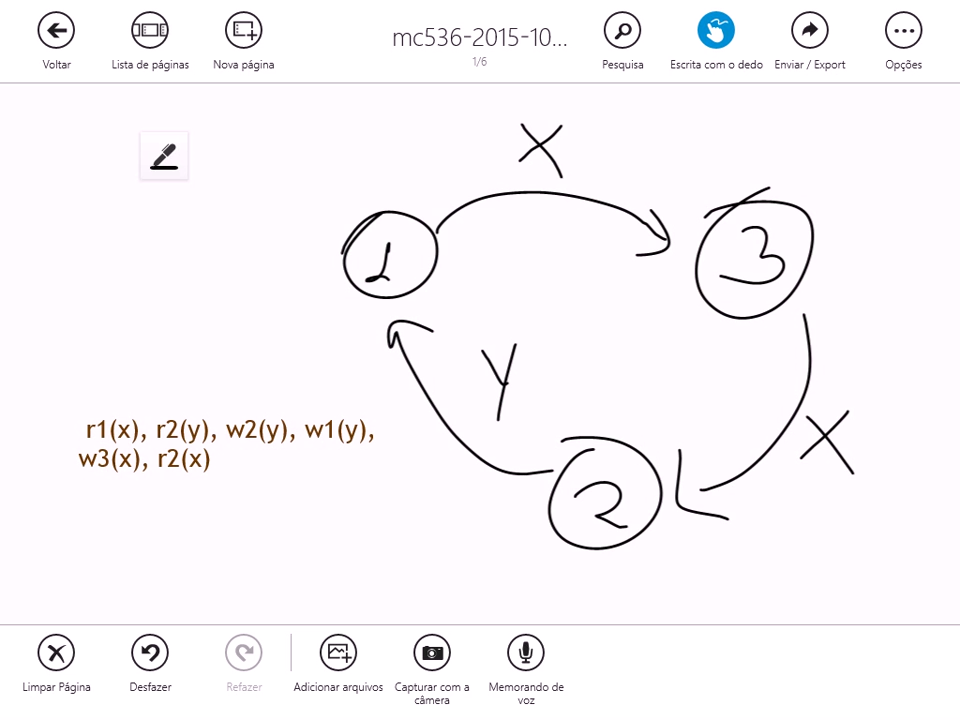 Voltar
Lista de páginas
Nova página
mc536-2015-10...
1/6
Pesquisa
Escrita com o dedo
Enviar / Export
Opções
X
1
3
y
X
2
r1(x), r2(y), w2(y), w1(y),
w3(x), r2(x)
Limpar Página
Desfazer
Refazer
Adicionar arquivos
Capturar com a
câmera
Memorando de
voz